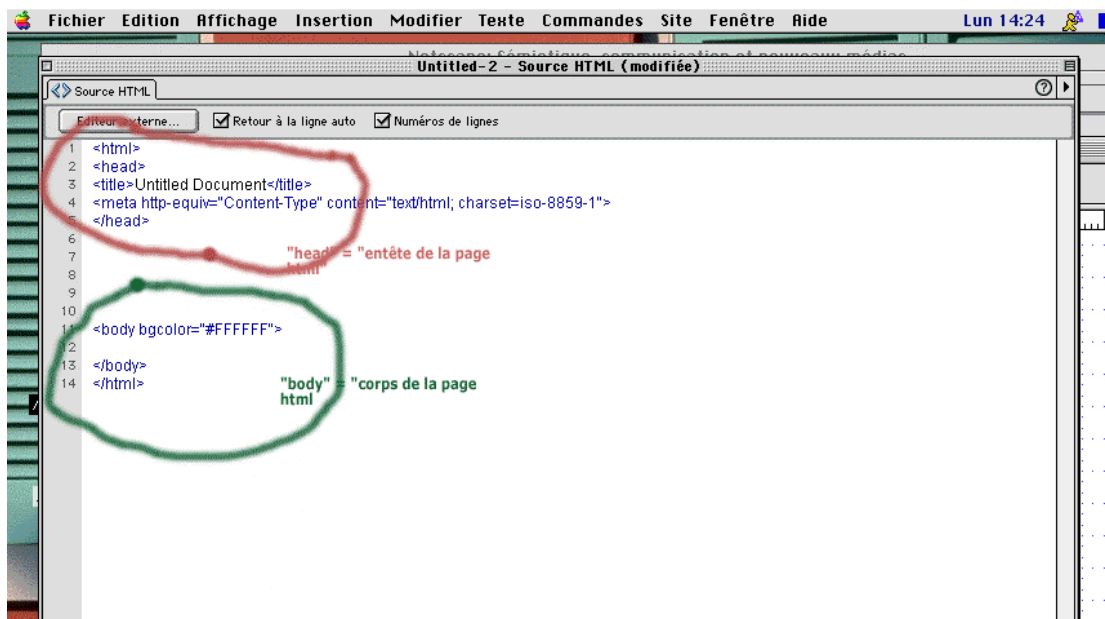 Fichier Edition Affichage Insertion Modifier Texte Commandes Site Fenêtre Aide Lun 14:24
Untitled-2 - Source HTML (modifiée)
Source HTML
Editeur externe... Retour à la ligne auto Numéros de lignes
1 <html>
2 <head>
3 <title>Untitled Document</title>
4 <meta http-equiv="Content-Type" content="text/html; charset=iso-8859-1">
5 </head>
6
7 "head" = "entête de la page
html"
8
9
10
11 <body bgcolor="#FFFFFF">
12
13 </body>
14 </html> "body" = "corps de la page
html